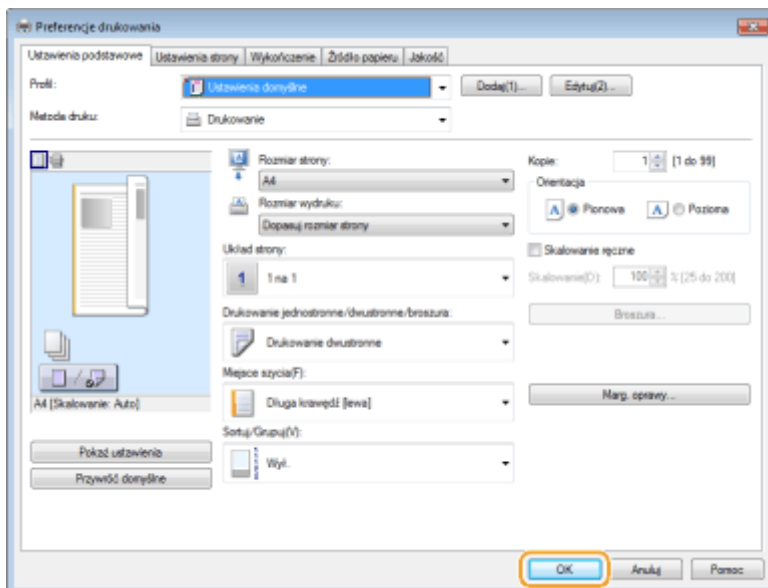 Preferencje drukowania
Ustawienia podstawowe Ustawienia strony Wykończenie Źródło papieru Jakość
Profil: Ustawienia domyślne Dodaj(1)... Edytuj(2)...
Metoda druku: Drukowanie
Rozmiar strony:
A4
Rozmiar wydruku:
Dopasuj rozmiar strony
Układ strony:
1 1 na 1
Drukowanie jednostronne/dwustronne/broszura:
Drukowanie dwustronne
Miejsce szycia(F):
Długa krawędź [lewa]
Sortuj/Grupuj(V):
Wył.
Kopie: 1 [1 do 99]
Orientacja
A Pionowa A Pozioma
Skalowanie ręczne
Skalowanie(D): 100 % [25 do 200]
Broszura...
Marg. oprawy...
A4 [Skalowanie: Auto]
Pokaż ustawienia
Przywróć domyślne
OK Anuluj Pomoc